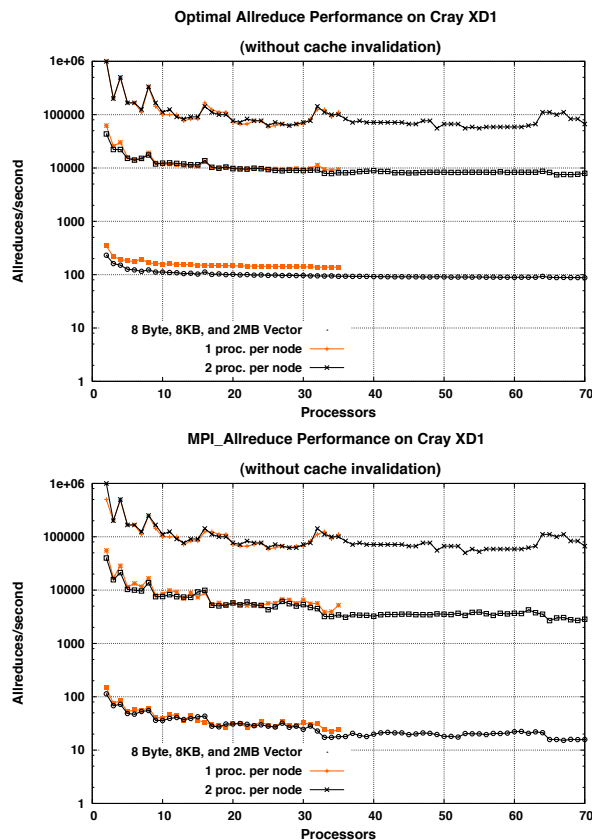 Optimal Allreduce Performance on Cray XD1
(without cache invalidation)
1e+06
100000
10000
1000
100
10
1
Allreduces/second
8 Byte, 8KB, and 2MB Vector
1 proc. per node
2 proc. per node
0 10 20 30 40 50 60 70
Processors
MPI_Allreduce Performance on Cray XD1
(without cache invalidation)
1e+06
100000
10000
1000
100
10
1
Allreduces/second
8 Byte, 8KB, and 2MB Vector
1 proc. per node
2 proc. per node
0 10 20 30 40 50 60 70
Processors